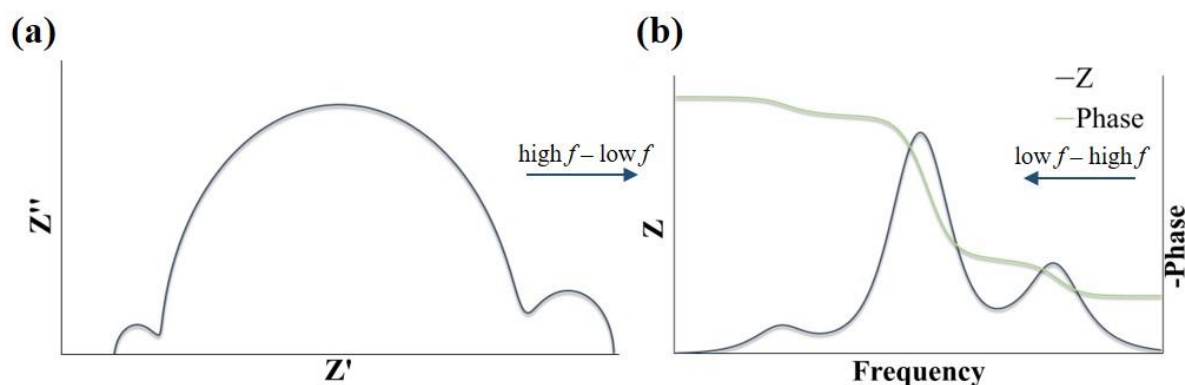 (a)
Z''
Z'
high f – low f
(b)
Z
Phase
low f – high f
Z
-Phase
Frequency